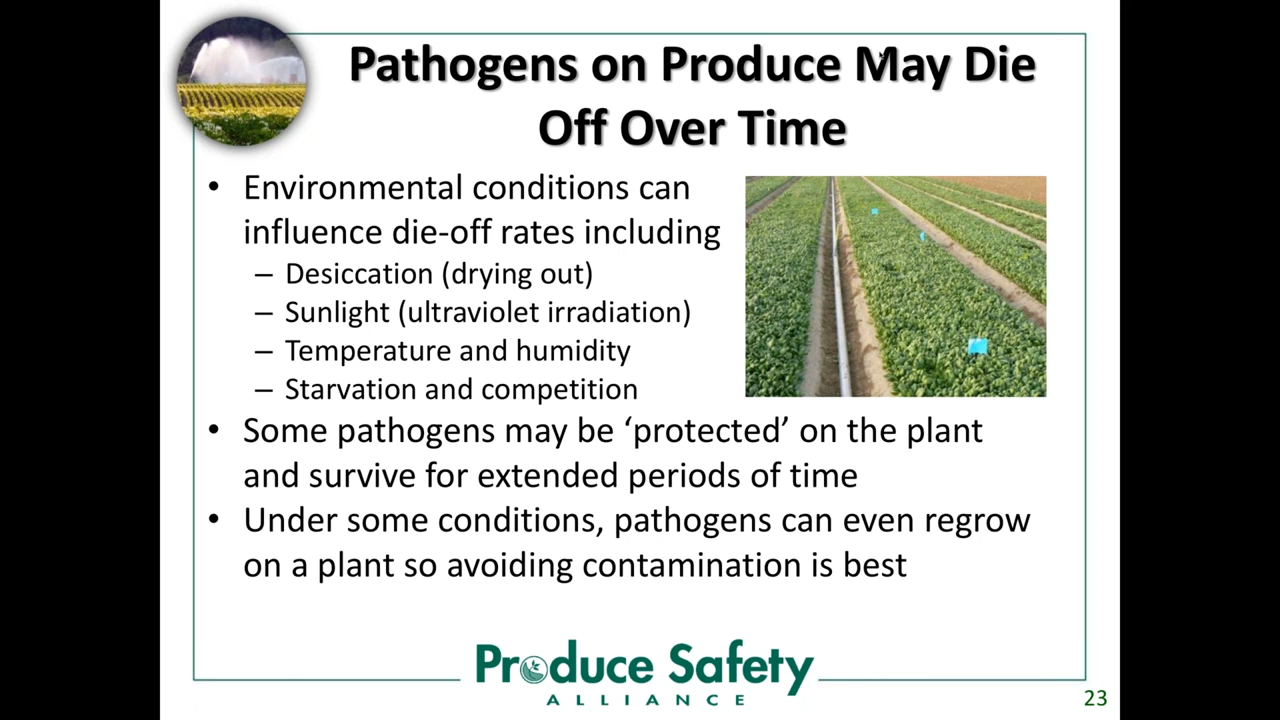 Pathogens on Produce May Die
Off Over Time
• Environmental conditions can
influence die-off rates including
– Desiccation (drying out)
– Sunlight (ultraviolet irradiation)
– Temperature and humidity
– Starvation and competition
• Some pathogens may be ‘protected’ on the plant
and survive for extended periods of time
• Under some conditions, pathogens can even regrow
on a plant so avoiding contamination is best
Produce Safety
ALLIANCE
23